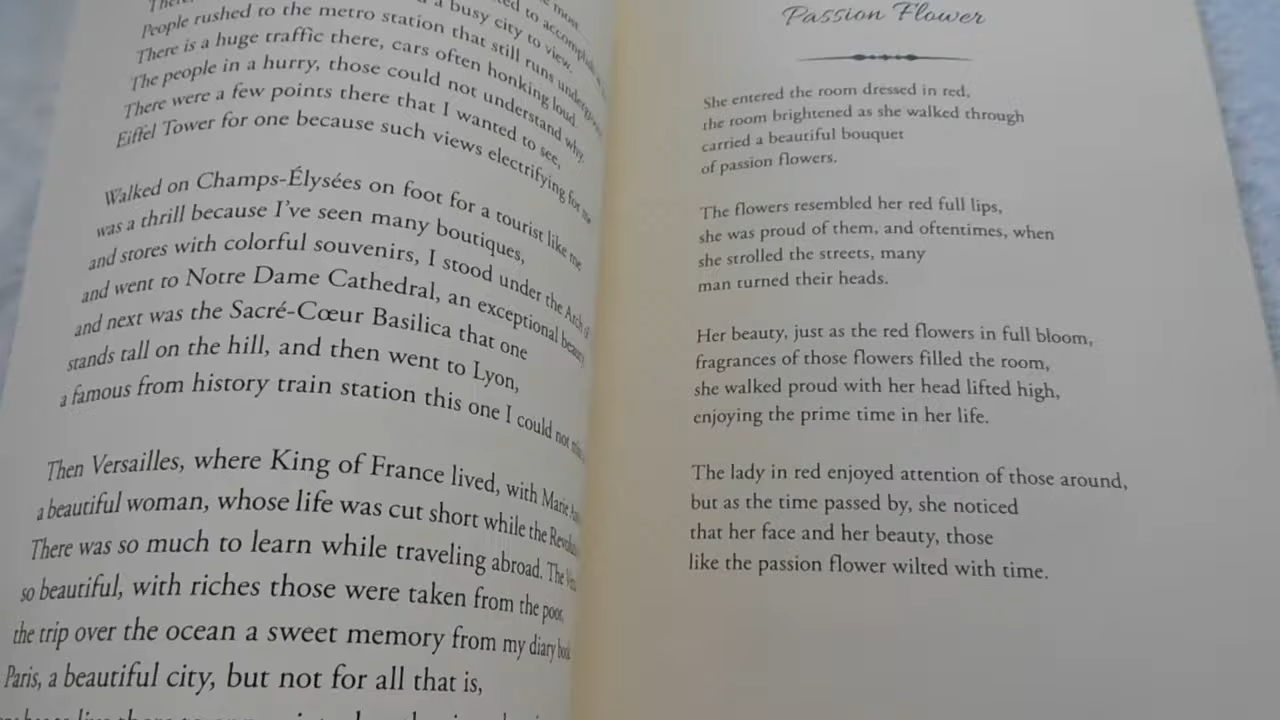 There
most
ted to accomplish
a busy city to view.
People rushed to the metro station that still runs underground
There is a huge traffic there, cars often honking loud.
The people in a hurry, those could not understand why.
There were a few points there that I wanted to see,
Eiffel Tower for one because such views electrifying for me
Walked on Champs-Élysées on foot for a tourist like me
was a thrill because I've seen many boutiques,
and stores with colorful souvenirs, I stood under the Arch of
and went to Notre Dame Cathedral, an exceptional beauty
and next was the Sacré-Cœur Basilica that one
stands tall on the hill, and then went to Lyon,
a famous from history train station this one I could not
Then Versailles, where King of France lived, with Marie
a beautiful woman, whose life was cut short while the
There was so much to learn while traveling abroad. The
so beautiful, with riches those were taken from the poor,
the trip over the ocean a sweet memory from my diary book
Paris, a beautiful city, but not for all that is,
Passion Flower
She entered the room dressed in red,
the room brightened as she walked through
carried a beautiful bouquet
of passion flowers.
The flowers resembled her red full lips,
she was proud of them, and oftentimes, when
she strolled the streets, many
man turned their heads.
Her beauty, just as the red flowers in full bloom,
fragrances of those flowers filled the room,
she walked proud with her head lifted high,
enjoying the prime time in her life.
The lady in red enjoyed attention of those around,
but as the time passed by, she noticed
that her face and her beauty, those
like the passion flower wilted with time.